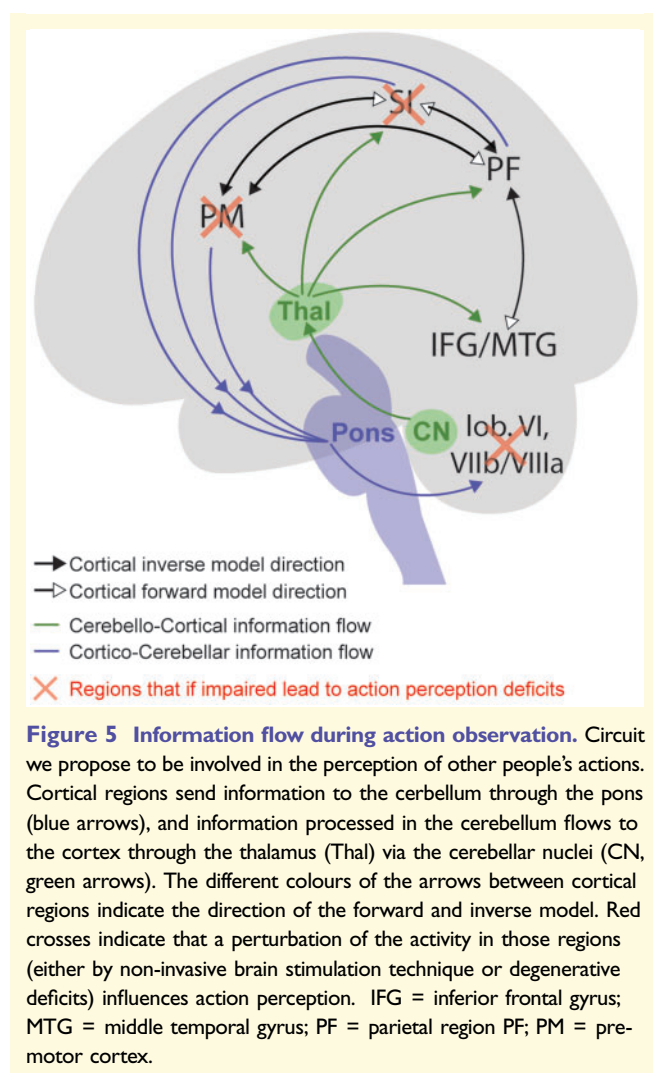 SI
PF
PM
Thal
IFG/MTG
Pons
CN
lob. VI,
VIIb/VIIIa
Cortical inverse model direction
Cortical forward model direction
Cerebello-Cortical information flow
Cortico-Cerebellar information flow
Regions that if impaired lead to action perception deficits
Figure 5 Information flow during action observation. Circuit
we propose to be involved in the perception of other people's actions.
Cortical regions send information to the cerbellum through the pons
(blue arrows), and information processed in the cerebellum flows to
the cortex through the thalamus (Thal) via the cerebellar nuclei (CN,
green arrows). The different colours of the arrows between cortical
regions indicate the direction of the forward and inverse model. Red
crosses indicate that a perturbation of the activity in those regions
(either by non-invasive brain stimulation technique or degenerative
deficits) influences action perception. IFG = inferior frontal gyrus;
MTG = middle temporal gyrus; PF = parietal region PF; PM = pre-
motor cortex.